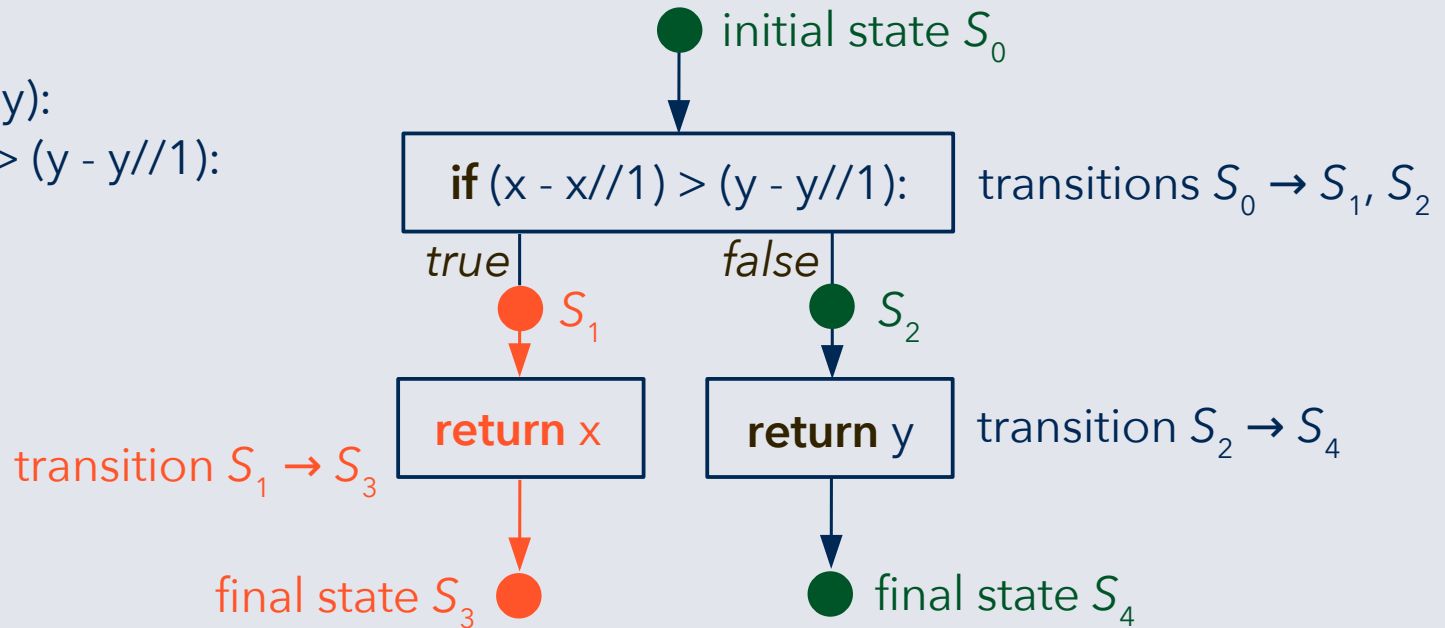 initial state S₀
y):
> (y - y//1):
if (x - x//1) > (y - y//1):
transitions S₀ → S₁, S₂
true
false
S₁
S₂
return x
return y
transition S₂ → S₄
transition S₁ → S₃
final state S₃
final state S₄